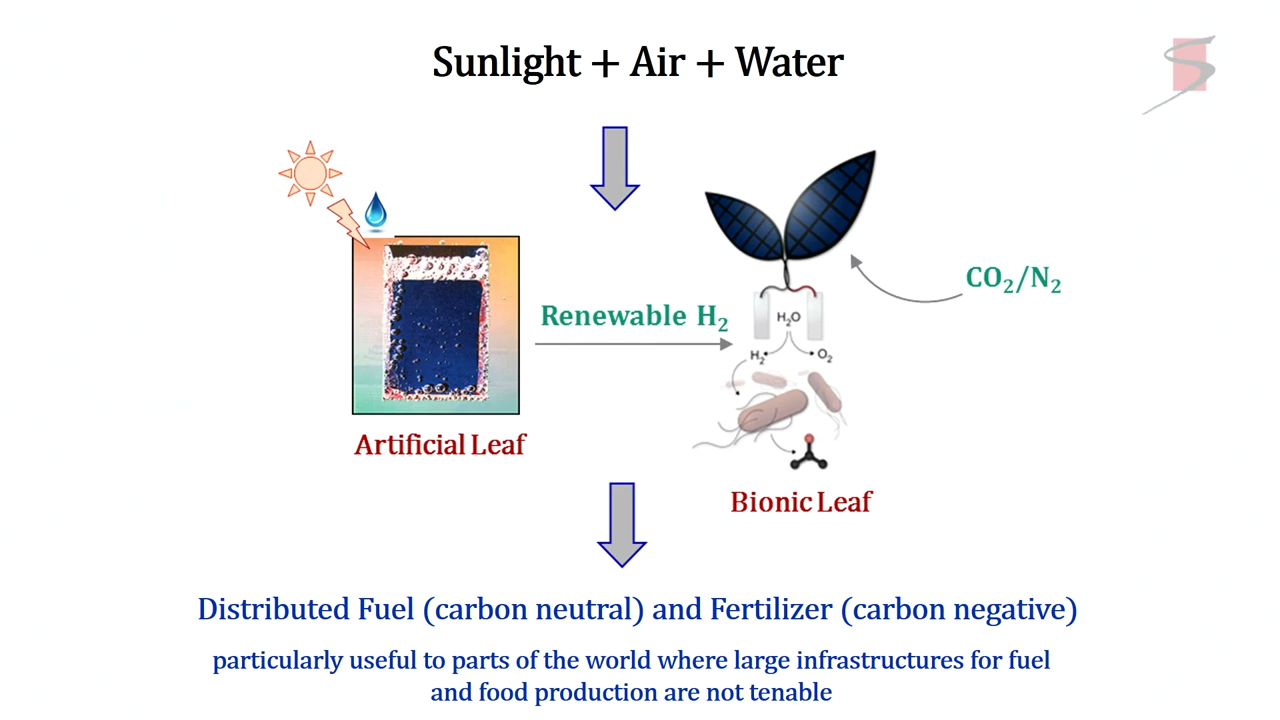 Sunlight + Air + Water
CO₂/N₂
Renewable H₂
H₂O
H₂
O₂
Artificial Leaf
Bionic Leaf
Distributed Fuel (carbon neutral) and Fertilizer (carbon negative)
particularly useful to parts of the world where large infrastructures for fuel
and food production are not tenable